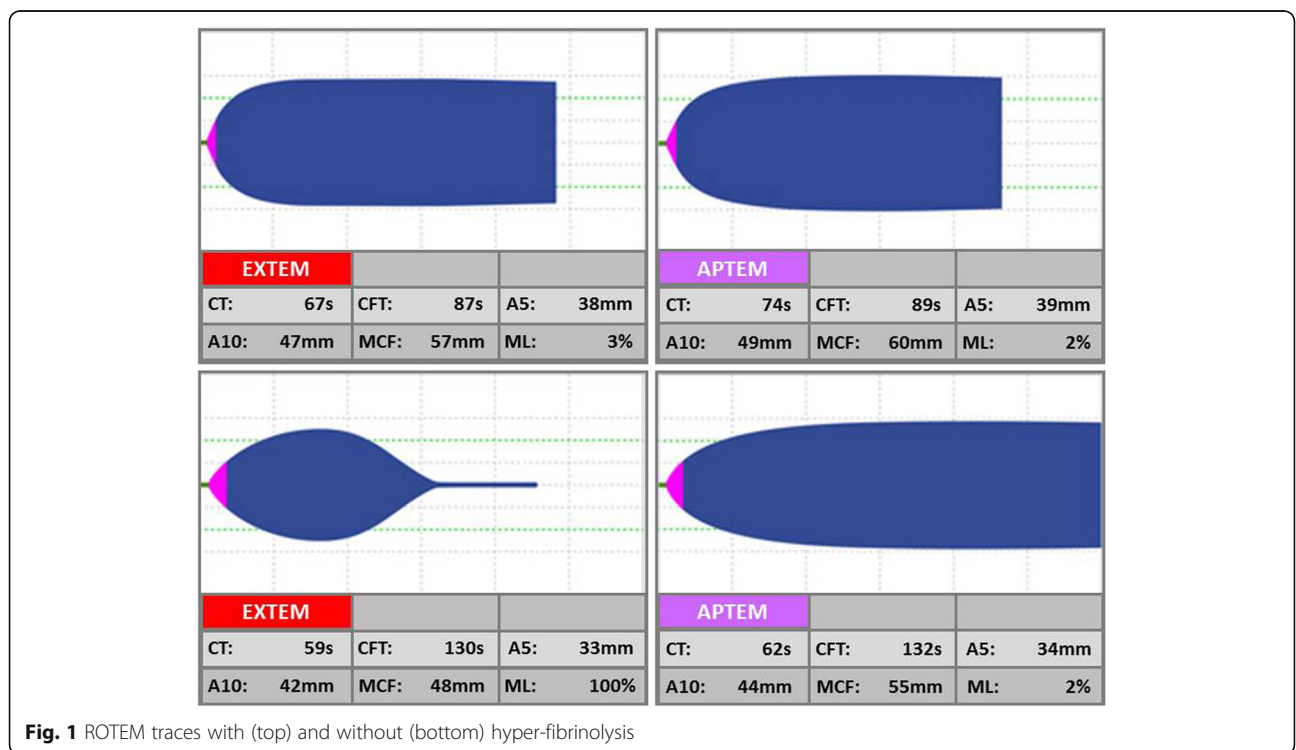 EXTEM
CT: 67s CFT: 87s A5: 38mm
A10: 47mm MCF: 57mm ML: 3%
APTEM
CT: 74s CFT: 89s A5: 39mm
A10: 49mm MCF: 60mm ML: 2%
EXTEM
CT: 59s CFT: 130s A5: 33mm
A10: 42mm MCF: 48mm ML: 100%
APTEM
CT: 62s CFT: 132s A5: 34mm
A10: 44mm MCF: 55mm ML: 2%
Fig. 1 ROTEM traces with (top) and without (bottom) hyper-fibrinolysis